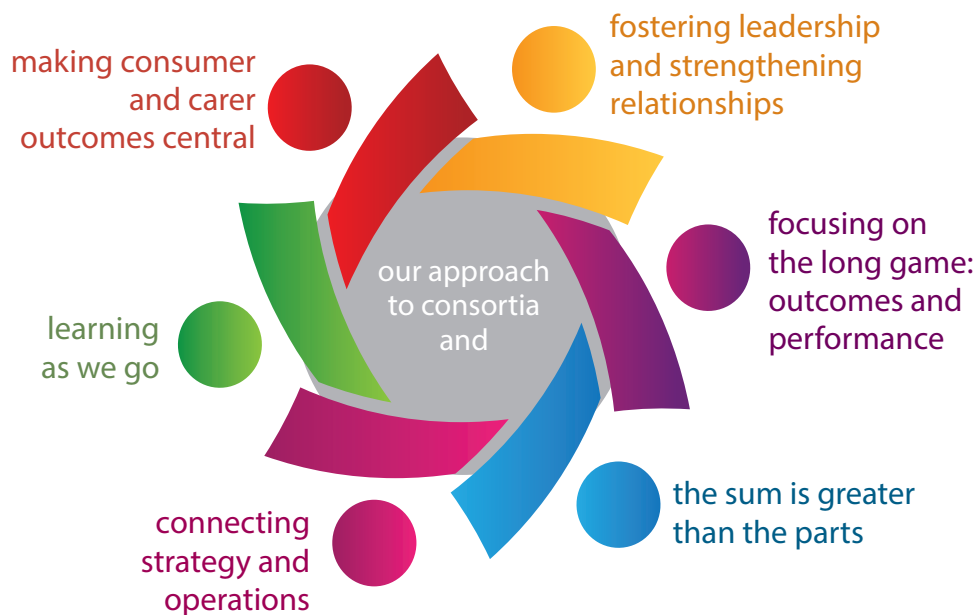 making consumer
and carer
outcomes central
fostering leadership
and strengthening
relationships
focusing on
the long game:
outcomes and
performance
our approach
to consortia
and
learning
as we go
the sum is greater
than the parts
connecting
strategy and
operations